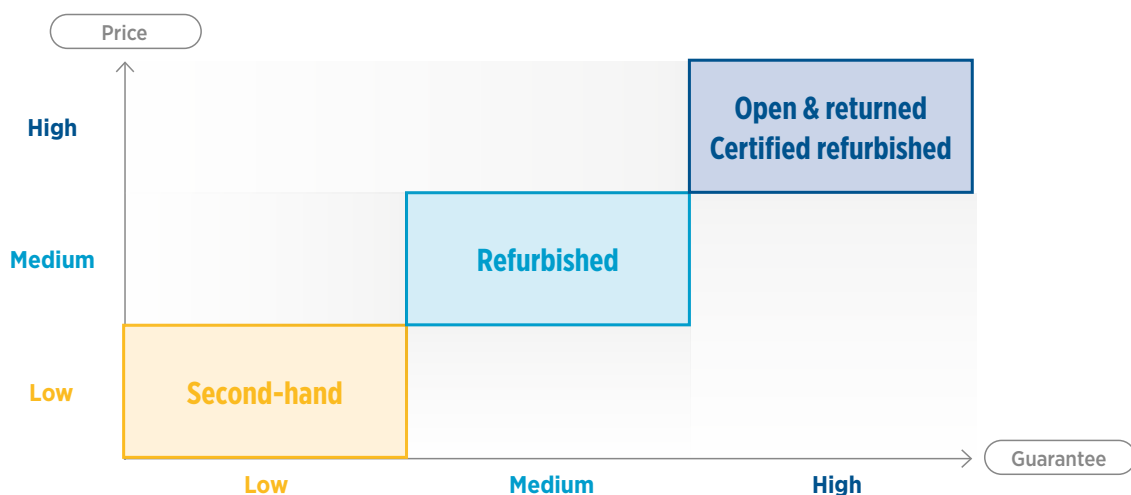 Price
High
Open & returned
Certified refurbished
Medium
Refurbished
Low
Second-hand
Guarantee
Low
Medium
High